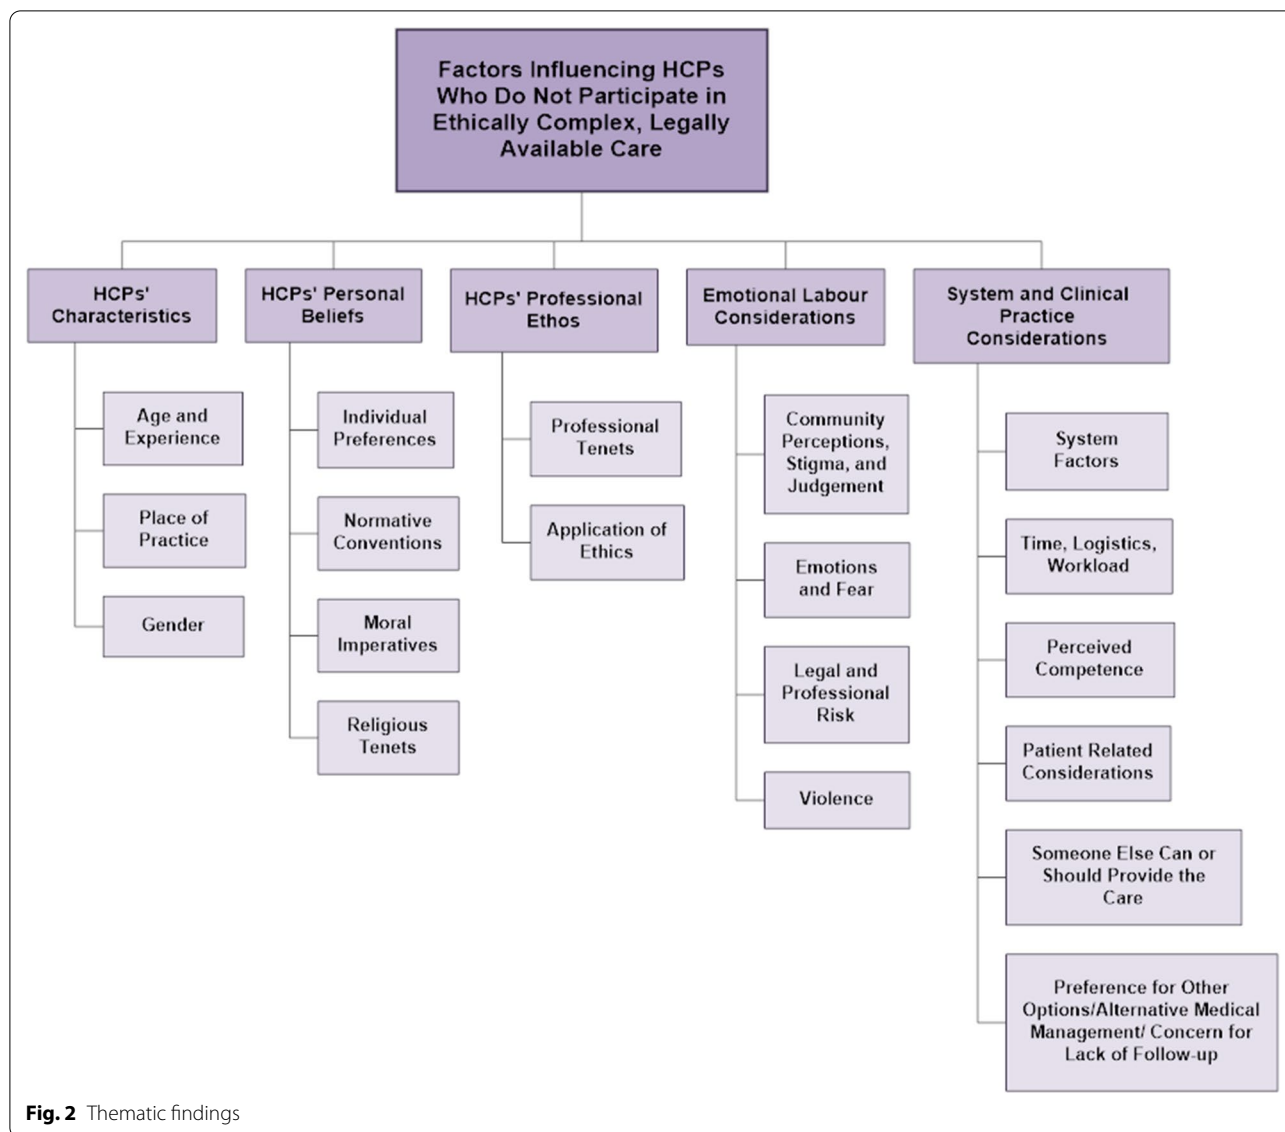 Factors Influencing HCPs
Who Do Not Participate in
Ethically Complex, Legally
Available Care
HCPs'
Characteristics
Age and
Experience
Place of
Practice
Gender
HCPs' Personal
Beliefs
Individual
Preferences
Normative
Conventions
Moral
Imperatives
Religious
Tenets
HCPs' Professional
Ethos
Professional
Tenets
Application of
Ethics
Emotional Labour
Considerations
Community
Perceptions,
Stigma, and
Judgement
Emotions
and Fear
Legal and
Professional
Risk
Violence
System and Clinical
Practice
Considerations
System
Factors
Time, Logistics,
Workload
Perceived
Competence
Patient Related
Considerations
Someone Else Can or
Should Provide the
Care
Preference for Other
Options/Alternative Medical
Management/ Concern for
Lack of Follow-up
Fig. 2 Thematic findings